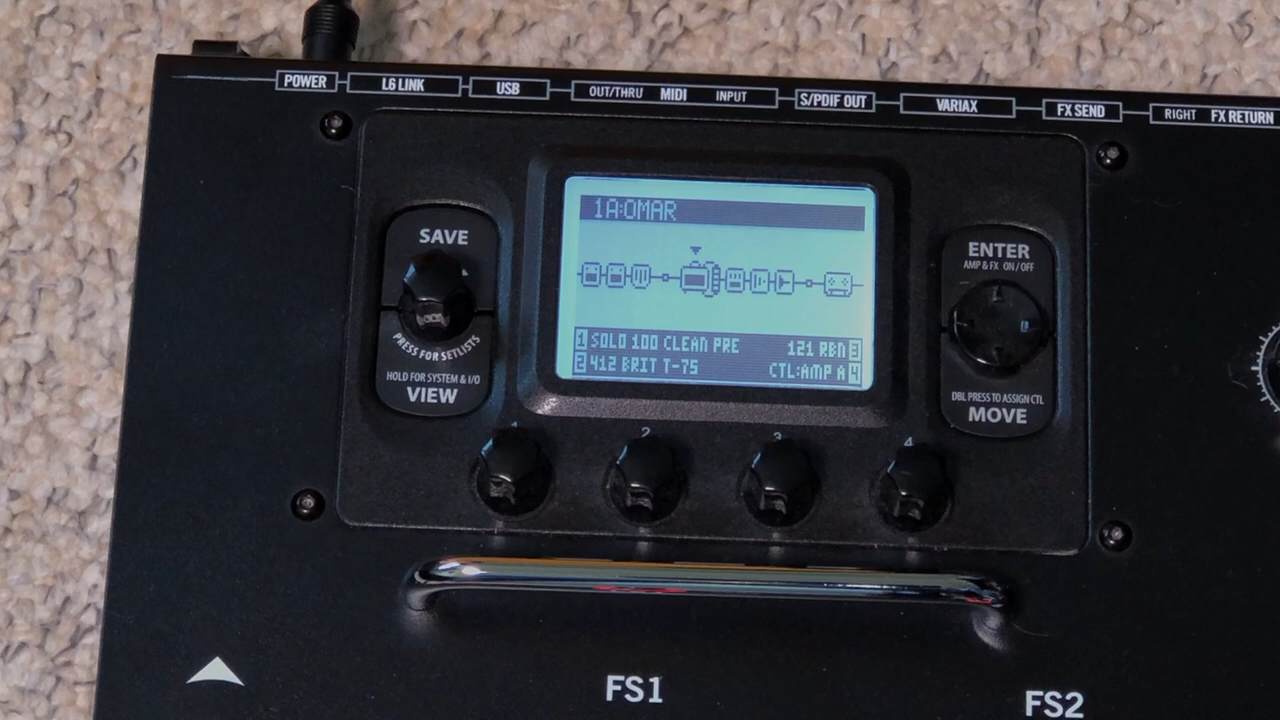 POWER L6 LINK USB OUT/THRU MIDI INPUT S/PDIF OUT VARIAX FX SEND RIGHT FX RETURN
SAVE
PRESS FOR SETLISTS
HOLD FOR SYSTEM & I/O
VIEW
1A:OMAR
1 SOLO 100 CLEAN PRE 121 RBN 3
2 412 BRIT T-75 CTL:AMP A 4
ENTER
AMP & FX ON/OFF
DBL PRESS TO ASSIGN CTL
MOVE
1 2 3 4
FS1 FS2